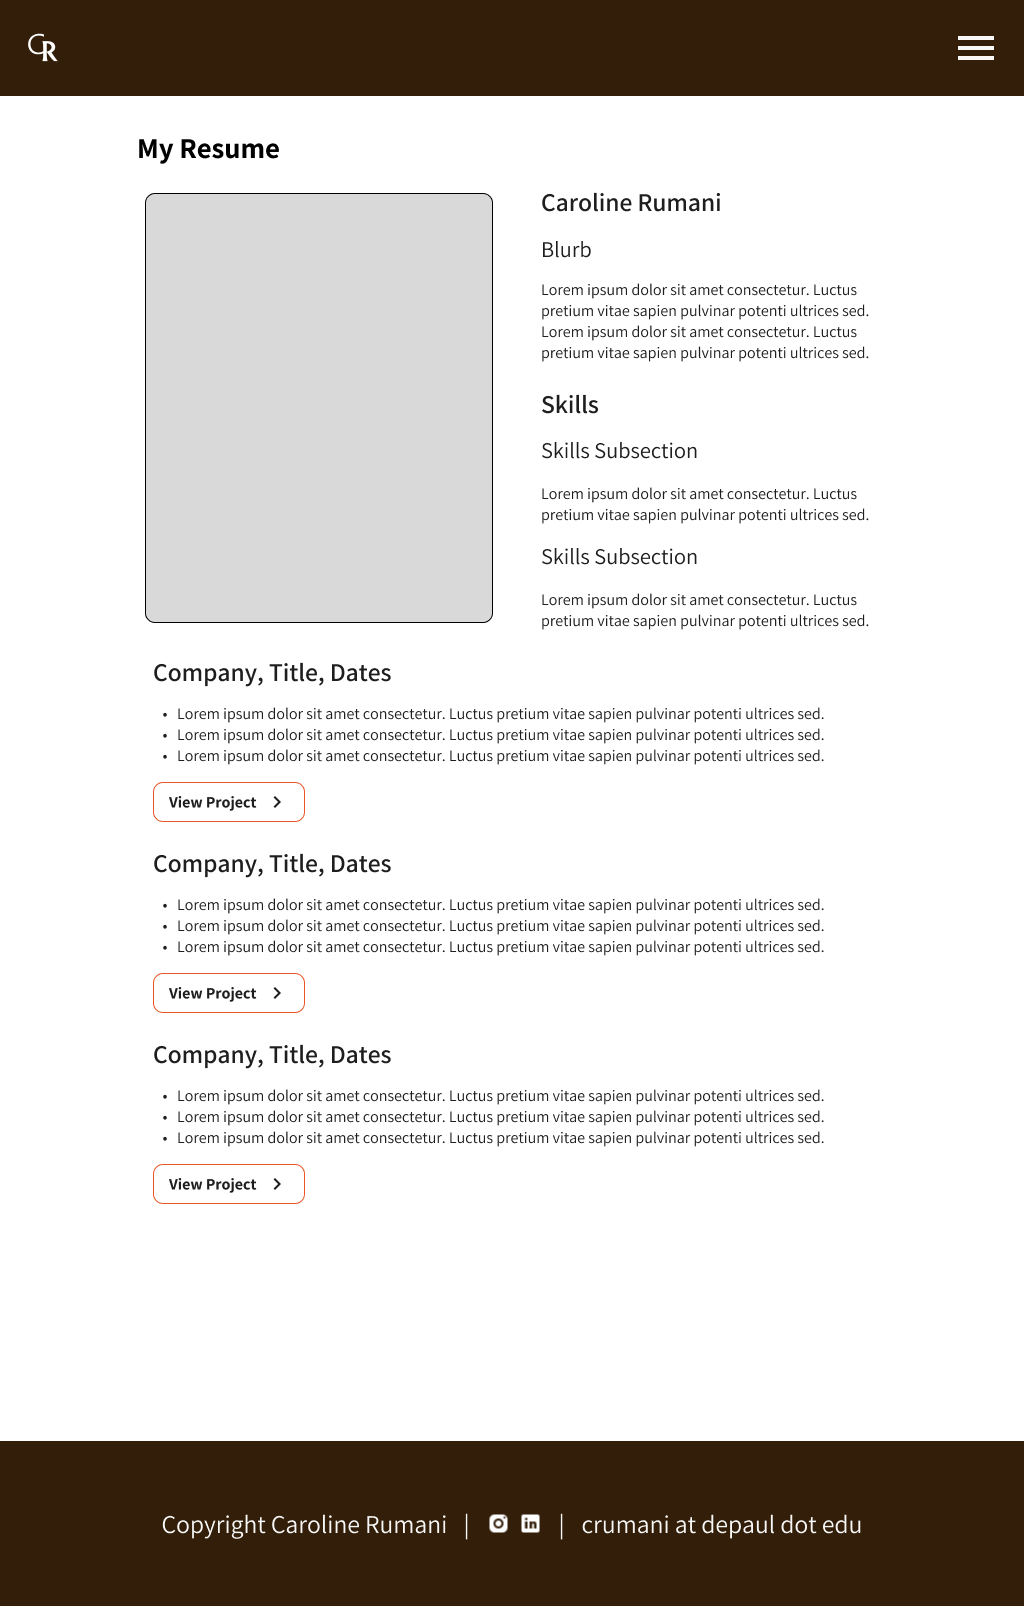 CR
My Resume
Caroline Rumani
Blurb
Lorem ipsum dolor sit amet consectetur. Luctus
pretium vitae sapien pulvinar potenti ultrices sed.
Lorem ipsum dolor sit amet consectetur. Luctus
pretium vitae sapien pulvinar potenti ultrices sed.
Skills
Skills Subsection
Lorem ipsum dolor sit amet consectetur. Luctus
pretium vitae sapien pulvinar potenti ultrices sed.
Skills Subsection
Lorem ipsum dolor sit amet consectetur. Luctus
pretium vitae sapien pulvinar potenti ultrices sed.
Company, Title, Dates
• Lorem ipsum dolor sit amet consectetur. Luctus pretium vitae sapien pulvinar potenti ultrices sed.
• Lorem ipsum dolor sit amet consectetur. Luctus pretium vitae sapien pulvinar potenti ultrices sed.
• Lorem ipsum dolor sit amet consectetur. Luctus pretium vitae sapien pulvinar potenti ultrices sed.
View Project
Company, Title, Dates
• Lorem ipsum dolor sit amet consectetur. Luctus pretium vitae sapien pulvinar potenti ultrices sed.
• Lorem ipsum dolor sit amet consectetur. Luctus pretium vitae sapien pulvinar potenti ultrices sed.
• Lorem ipsum dolor sit amet consectetur. Luctus pretium vitae sapien pulvinar potenti ultrices sed.
View Project
Company, Title, Dates
• Lorem ipsum dolor sit amet consectetur. Luctus pretium vitae sapien pulvinar potenti ultrices sed.
• Lorem ipsum dolor sit amet consectetur. Luctus pretium vitae sapien pulvinar potenti ultrices sed.
• Lorem ipsum dolor sit amet consectetur. Luctus pretium vitae sapien pulvinar potenti ultrices sed.
View Project
Copyright Caroline Rumani | in | crumani at depaul dot edu